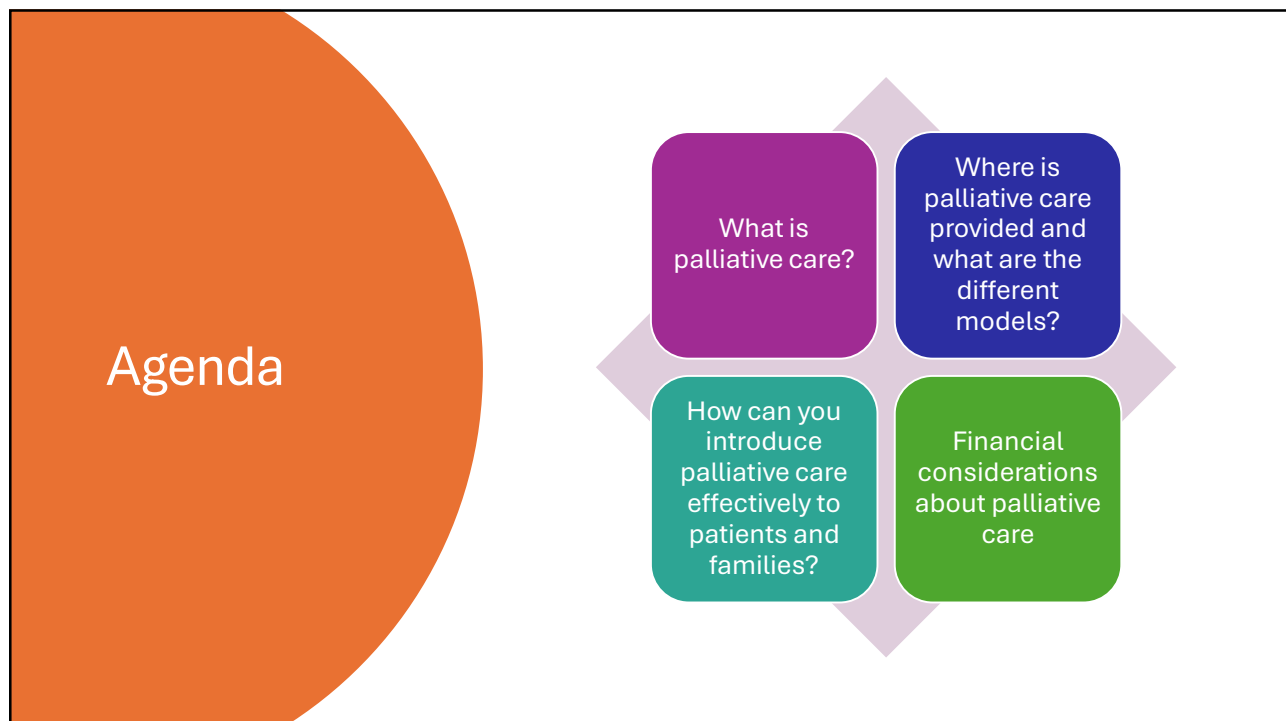 Agenda
What is
palliative care?
Where is
palliative care
provided and
what are the
different
models?
How can you
introduce
palliative care
effectively to
patients and
families?
Financial
considerations
about palliative
care